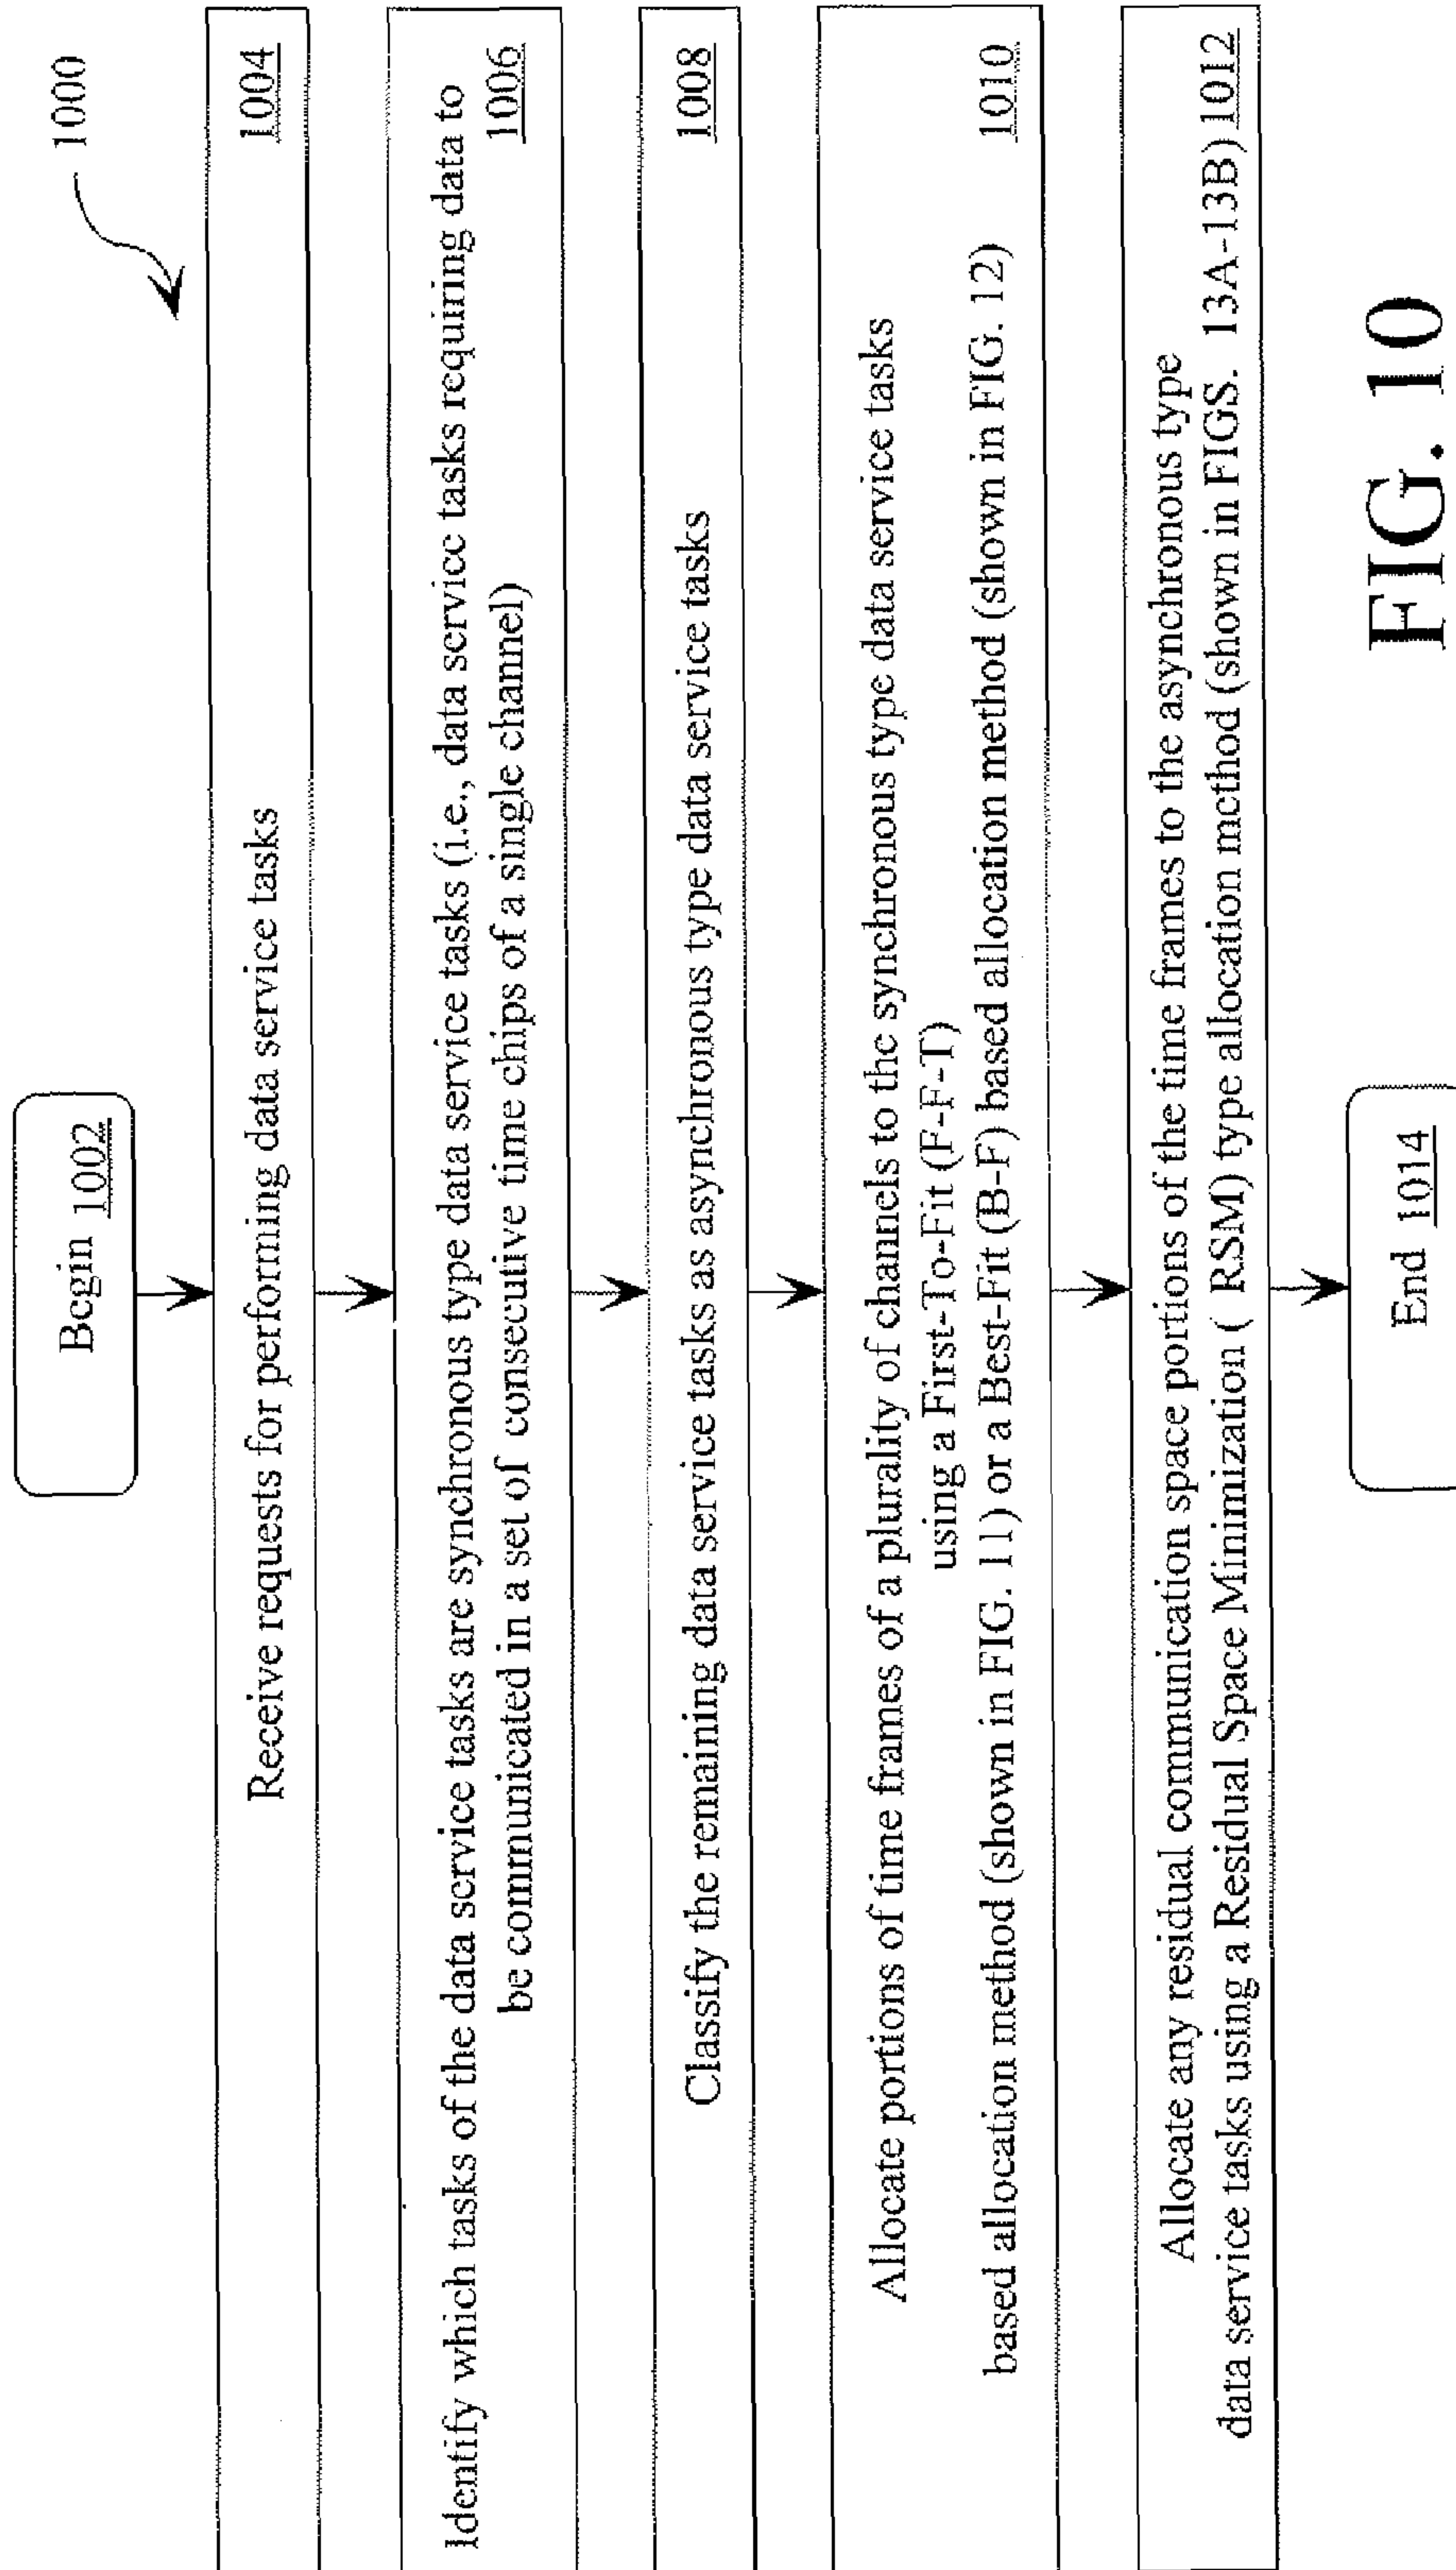 1000
Begin 1002
Receive requests for performing data service tasks
1004
Identify which tasks of the data service tasks are synchronous type data service tasks (i.e., data service tasks requiring data to
be communicated in a set of consecutive time chips of a single channel)
1006
Classify the remaining data service tasks as asynchronous type data service tasks
1008
Allocate portions of time frames of a plurality of channels to the synchronous type data service tasks
using a First-To-Fit (F-F-T)
based allocation method (shown in FIG. 11) or a Best-Fit (B-F) based allocation method (shown in FIG. 12)
1010
Allocate any residual communication space portions of the time frames to the asynchronous type
data service tasks using a Residual Space Minimization ( RSM) type allocation method (shown in FIGS. 13A-13B) 1012
End 1014
FIG. 10